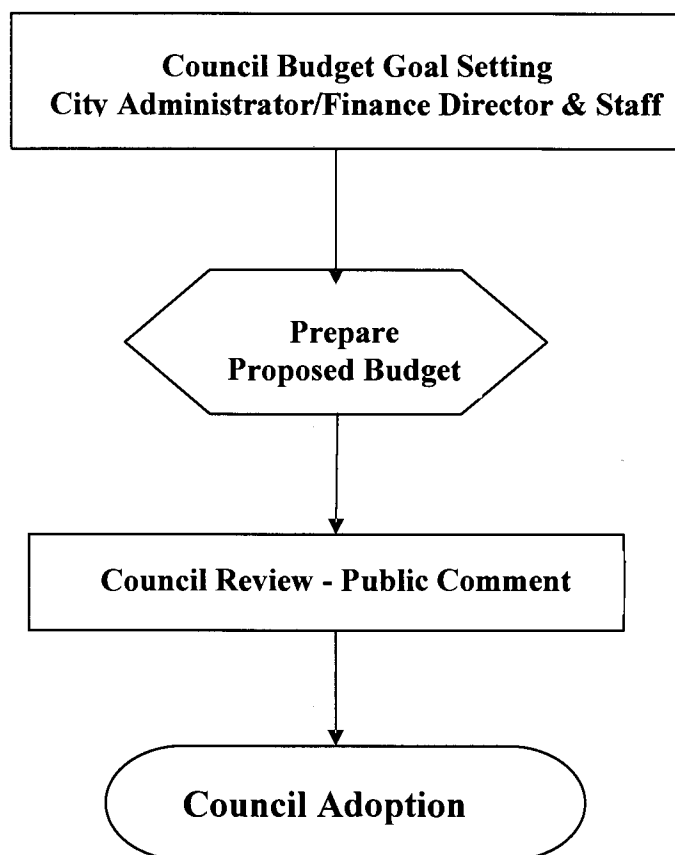 Council Budget Goal Setting
City Administrator/Finance Director & Staff
Prepare
Proposed Budget
Council Review - Public Comment
Council Adoption